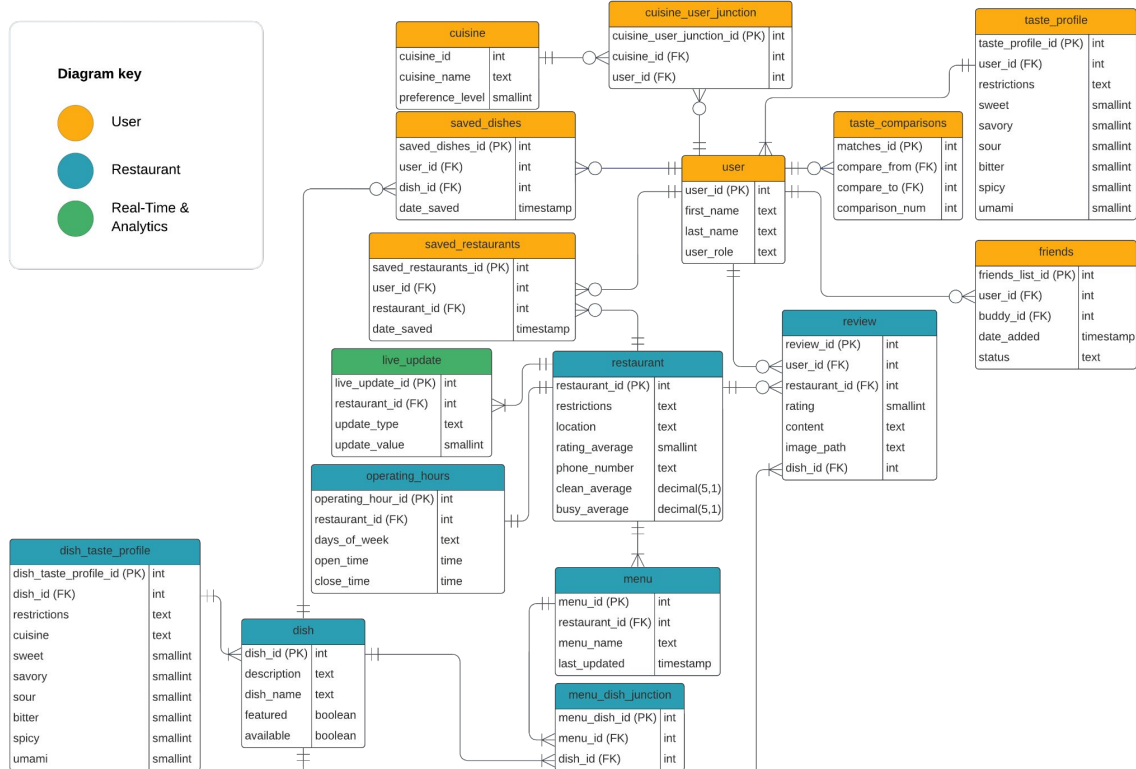 Diagram key
User
Restaurant
Real-Time &
Analytics
cuisine
cuisine_id int
cuisine_name text
preference_level smallint
cuisine_user_junction
cuisine_user_junction_id (PK) int
cuisine_id (FK) int
user_id (FK) int
taste_profile
taste_profile_id (PK) int
user_id (FK) int
restrictions text
sweet smallint
savory smallint
sour smallint
bitter smallint
spicy smallint
umami smallint
saved_dishes
saved_dishes_id (PK) int
user_id (FK) int
dish_id (FK) int
date_saved timestamp
user
user_id (PK) int
first_name text
last_name text
user_role text
taste_comparisons
matches_id (PK) int
compare_from (FK) int
compare_to (FK) int
comparison_num int
saved_restaurants
saved_restaurants_id (PK) int
user_id (FK) int
restaurant_id (FK) int
date_saved timestamp
friends
friends_list_id (PK) int
user_id (FK) int
buddy_id (FK) int
date_added timestamp
status text
review
review_id (PK) int
user_id (FK) int
restaurant_id (FK) int
rating smallint
content text
image_path text
dish_id (FK) int
live_update
live_update_id (PK) int
restaurant_id (FK) int
update_type text
update_value smallint
restaurant
restaurant_id (PK) int
restrictions text
location text
rating_average smallint
phone_number text
clean_average decimal(5,1)
busy_average decimal(5,1)
operating_hours
operating_hour_id (PK) int
restaurant_id (FK) int
days_of_week text
open_time time
close_time time
dish_taste_profile
dish_taste_profile_id (PK) int
dish_id (FK) int
restrictions text
cuisine text
sweet smallint
savory smallint
sour smallint
bitter smallint
spicy smallint
umami smallint
dish
dish_id (PK) int
description text
dish_name text
featured boolean
available boolean
menu
menu_id (PK) int
restaurant_id (FK) int
menu_name text
last_updated timestamp
menu_dish_junction
menu_dish_id (PK) int
menu_id (FK) int
dish_id (FK) int